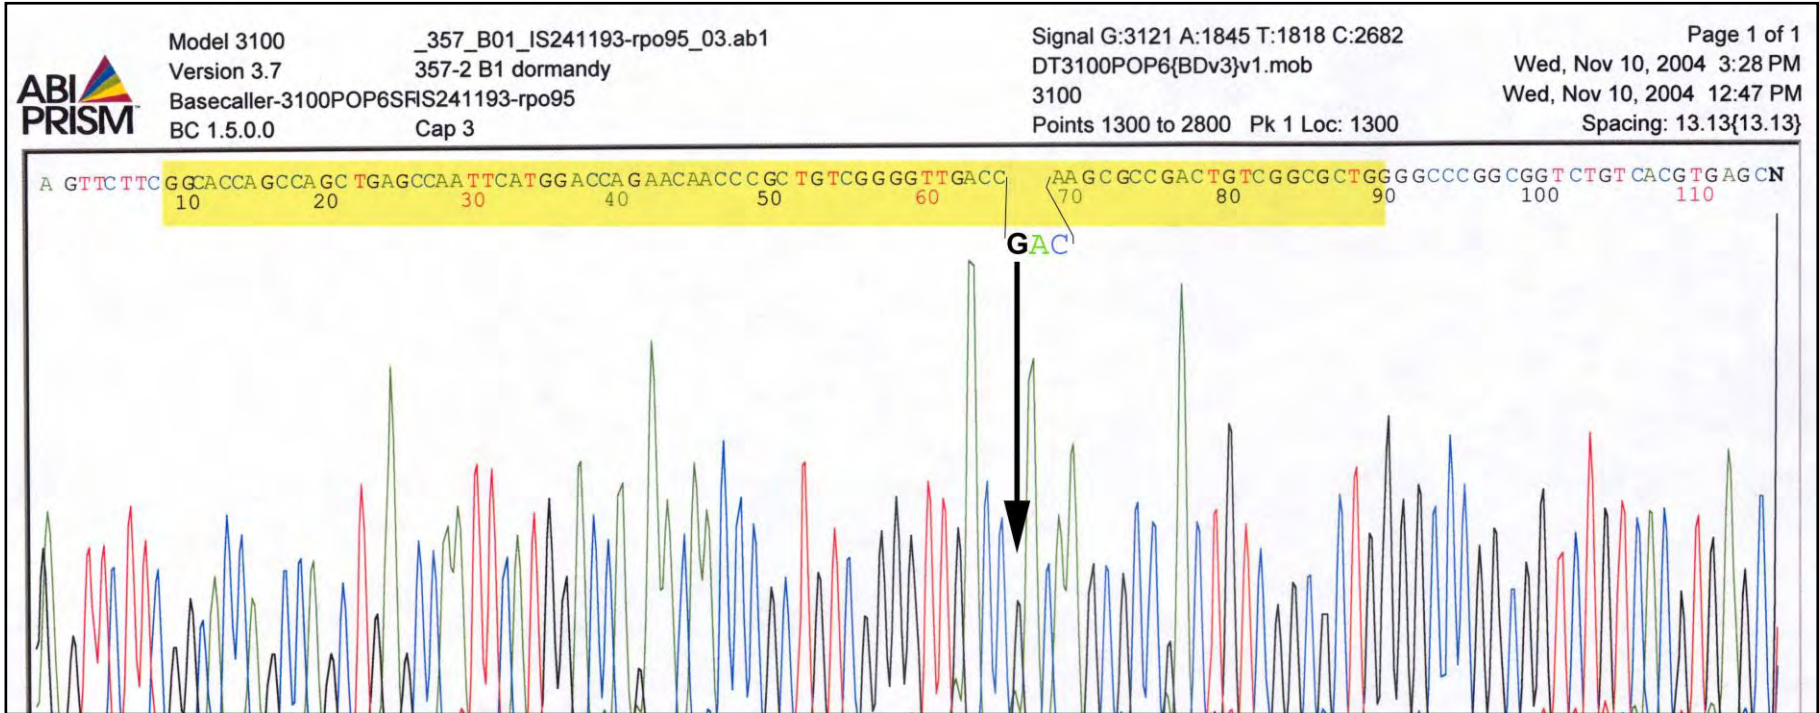 ABI
PRISM
Model 3100
Version 3.7
Basecaller-3100POP6SR
BC 1.5.0.0
_357_B01_IS241193-rpo95_03.ab1
357-2 B1 dormandy
IS241193-rpo95
Cap 3
Signal G:3121 A:1845 T:1818 C:2682
DT3100POP6{BDv3}v1.mob
3100
Points 1300 to 2800 Pk 1 Loc: 1300
Page 1 of 1
Wed, Nov 10, 2004 3:28 PM
Wed, Nov 10, 2004 12:47 PM
Spacing: 13.13{13.13}
A GTTCTTCGGCACCAGCCAGCTGAGCCAATTCATGGACCAGAACAACCCGCTGTCGGGGTTGACC AAGCGCCGACTGTCGGCGCTGGGGCCCGGCGGTCTGTCACGTGAGCN
10 20 30 40 50 60 70 80 90 100 110
GAC